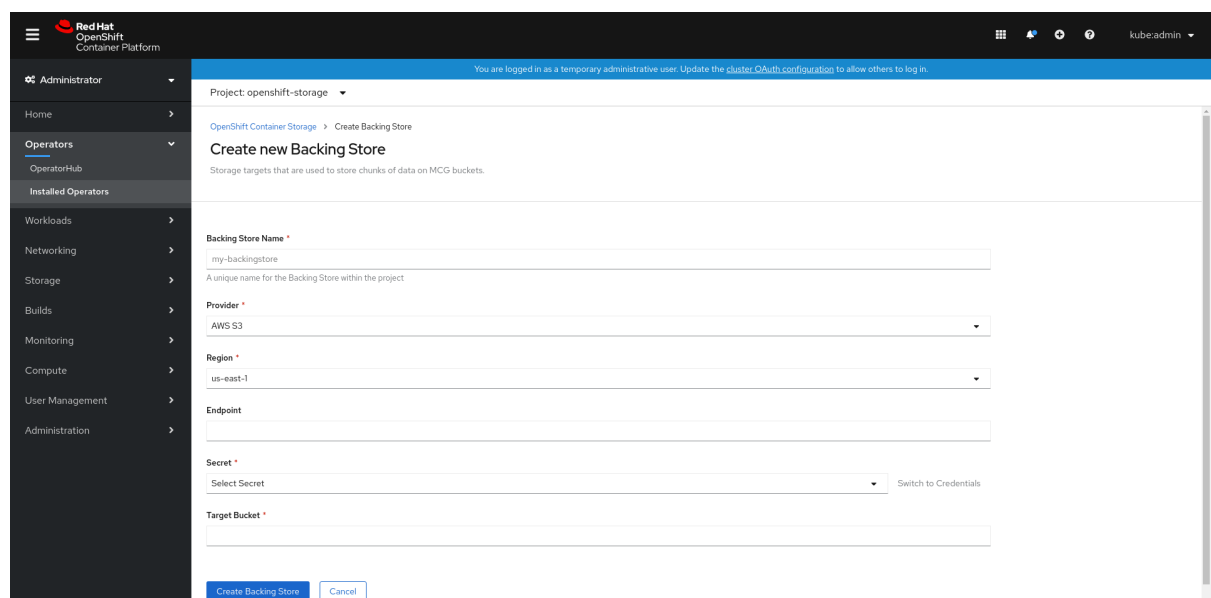 Red Hat
OpenShift
Container Platform
kube:admin
Administrator
You are logged in as a temporary administrative user. Update the cluster OAuth configuration to allow others to log in.
Project: openshift-storage
Home
Operators
OperatorHub
Installed Operators
Workloads
Networking
Storage
Builds
Monitoring
Compute
User Management
Administration
OpenShift Container Storage > Create Backing Store
Create new Backing Store
Storage targets that are used to store chunks of data on MCG buckets.
Backing Store Name *
my-backingstore
A unique name for the Backing Store within the project
Provider *
AWS S3
Region *
us-east-1
Endpoint
Secret *
Select Secret
Switch to Credentials
Target Bucket *
Create Backing Store
Cancel